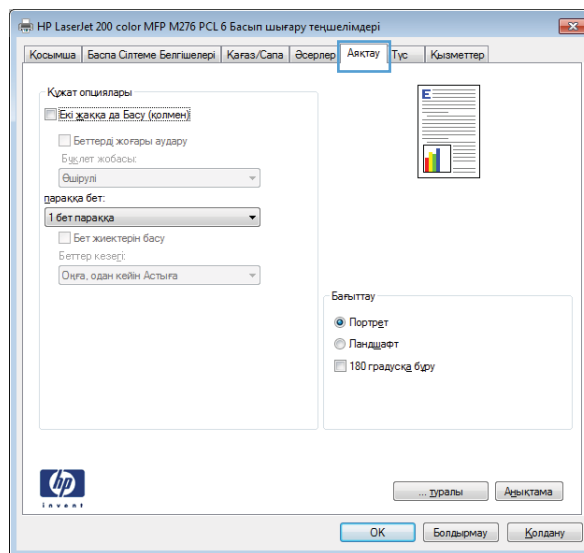 HP LaserJet 200 color MFP M276 PCL 6 Басып шығару теңшелімдері
Косымша Баспа Сілтеме Белгішелері Қағаз/Сапа Әсерлер Аяқтау Түс Қызметтер
Құжат опциялары
Екі жаққа да Басу (қолмен)
Беттерді жоғары аудару
Буклет жобасы:
Өшірулі
параққа бет:
1 бет параққа
Бет жиектерін басу
Беттер кезегі:
Оңға, одан кейін Астыға
E
Бағыттау
Портрет
Ландшафт
180 градусқа бұру
hp
invent
... туралы Анықтама
OK Болдырмау Қолдану